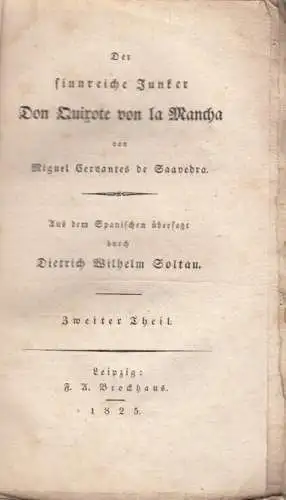 Der
sinnreiche Junker
Don Quixote von la Mancha
von
Miguel Cervantes de Saavedra.
Aus dem Spanischen übersetzt
durch
Dietrich Wilhelm Soltau.
Zweiter Theil.
Leipzig:
F. A. Brockhaus.
1825.